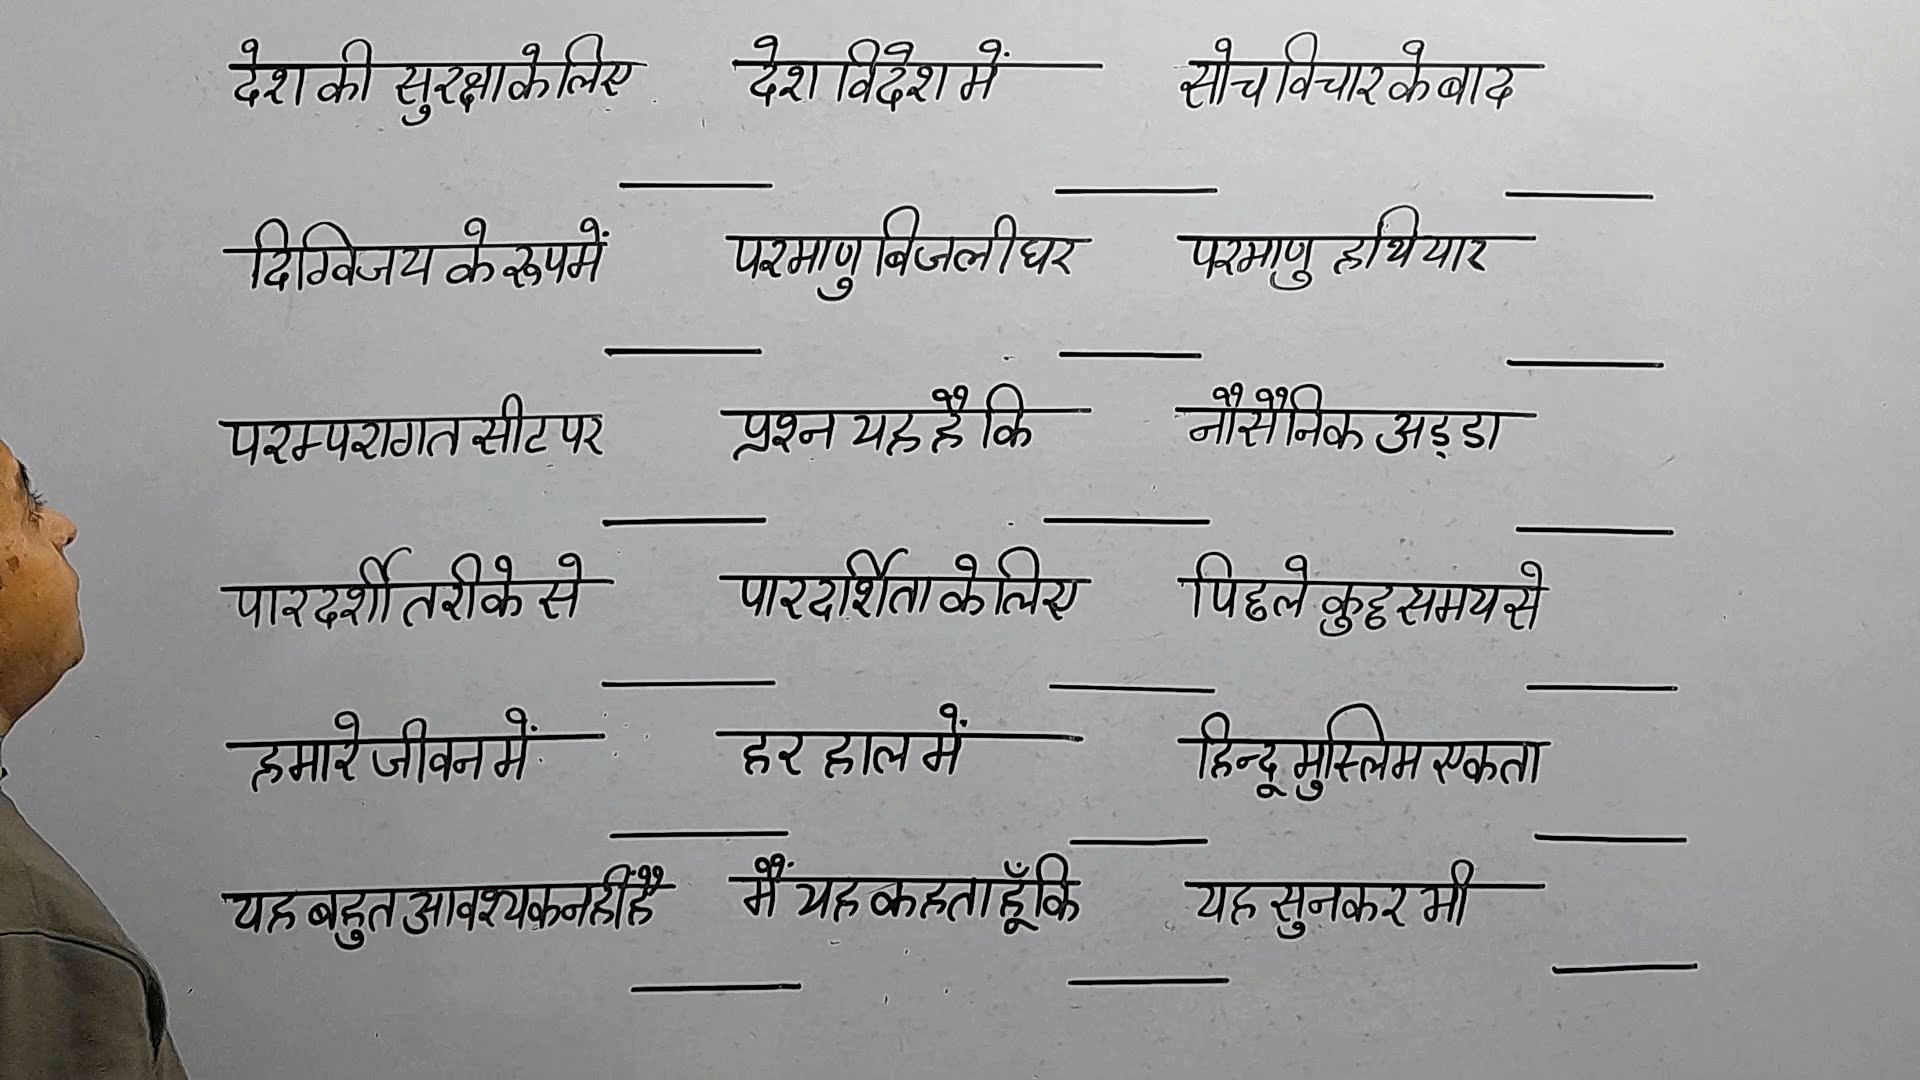 देश की सुरक्षा के लिए देश विदेश में सोच विचार के बाद
दिग्विजय के रूप में परमाणु बिजली घर परमाणु हथियार
परम्परागत सीट पर प्रश्न यह है कि नौसैनिक अड्डा
पारदर्शी तरीके से पारदर्शिता के लिए पिछले कुछ समय से
हमारे जीवन में हर हाल में हिन्दू मुस्लिम एकता
यह बहुत आवश्यक नहीं है मैं यह कहता हूँ कि यह सुनकर भी